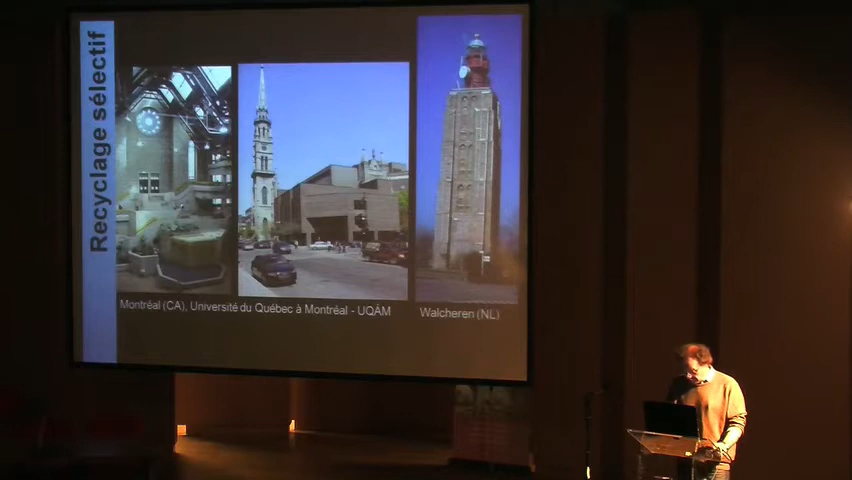 Recyclage sélectif
Montréal (CA), Université du Québec à Montréal - UQÀM
Walcheren (NL)